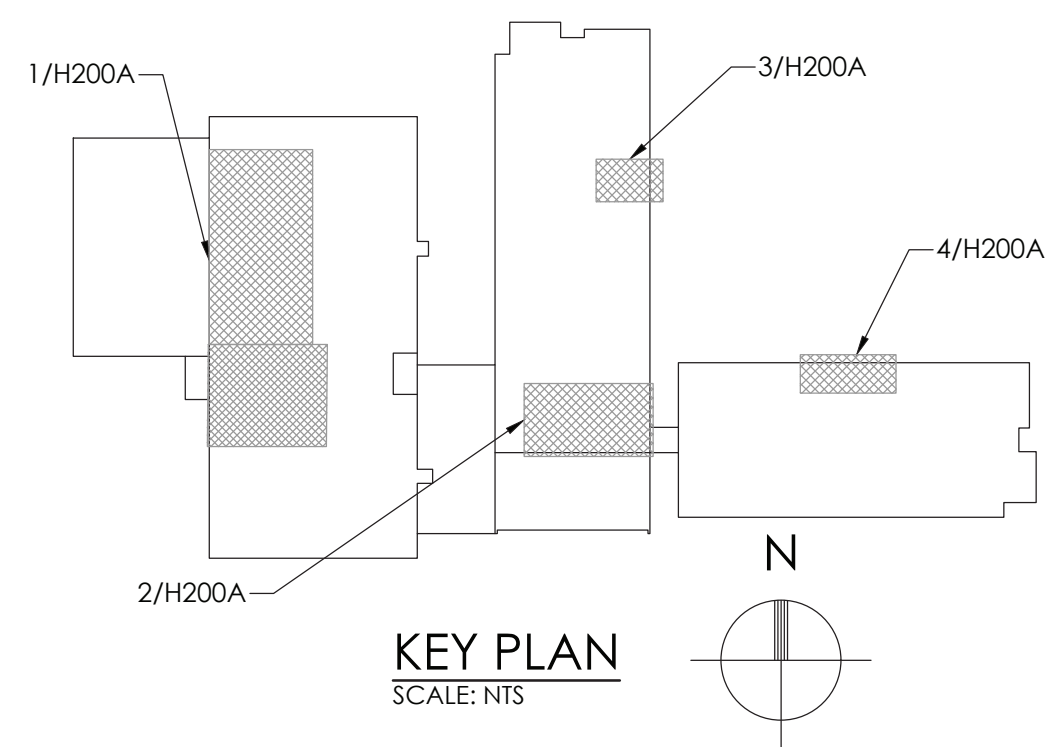 1/H200A
3/H200A
4/H200A
2/H200A
N
KEY PLAN
SCALE: NTS